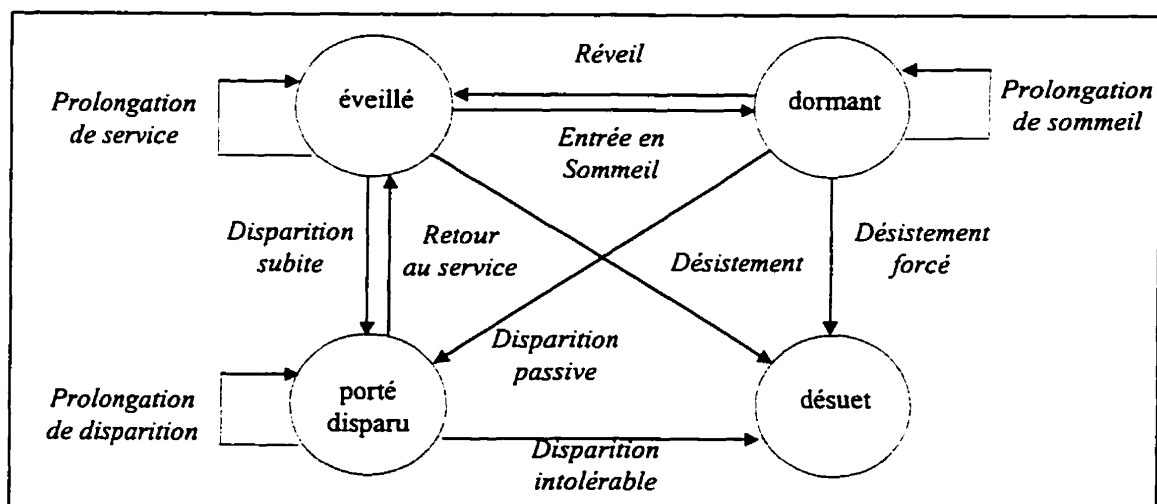 Réveil
Prolongation
de service
éveillé
dormant
Prolongation
de sommeil
Entrée en
Sommeil
Disparition
subite
Retour
au service
Désistement
Désistement
forcé
Disparition
passive
Prolongation
de disparition
porté
disparu
désuet
Disparition
intolérable